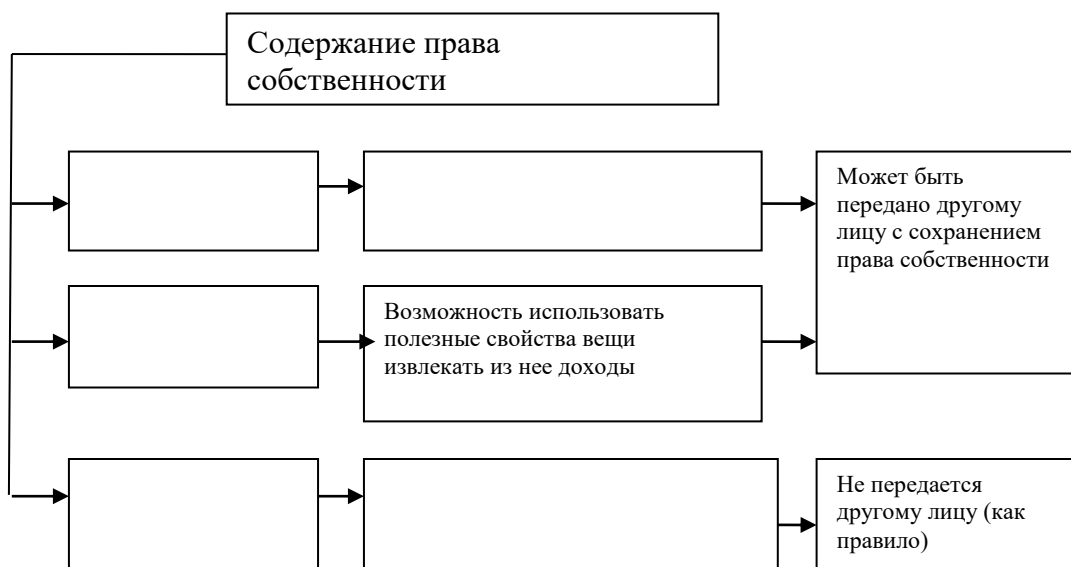 Содержание права
собственности
Может быть
передано другому
лицу с сохранением
права собственности
Возможность использовать
полезные свойства вещи
извлекать из нее доходы
Не передается
другому лицу (как
правило)